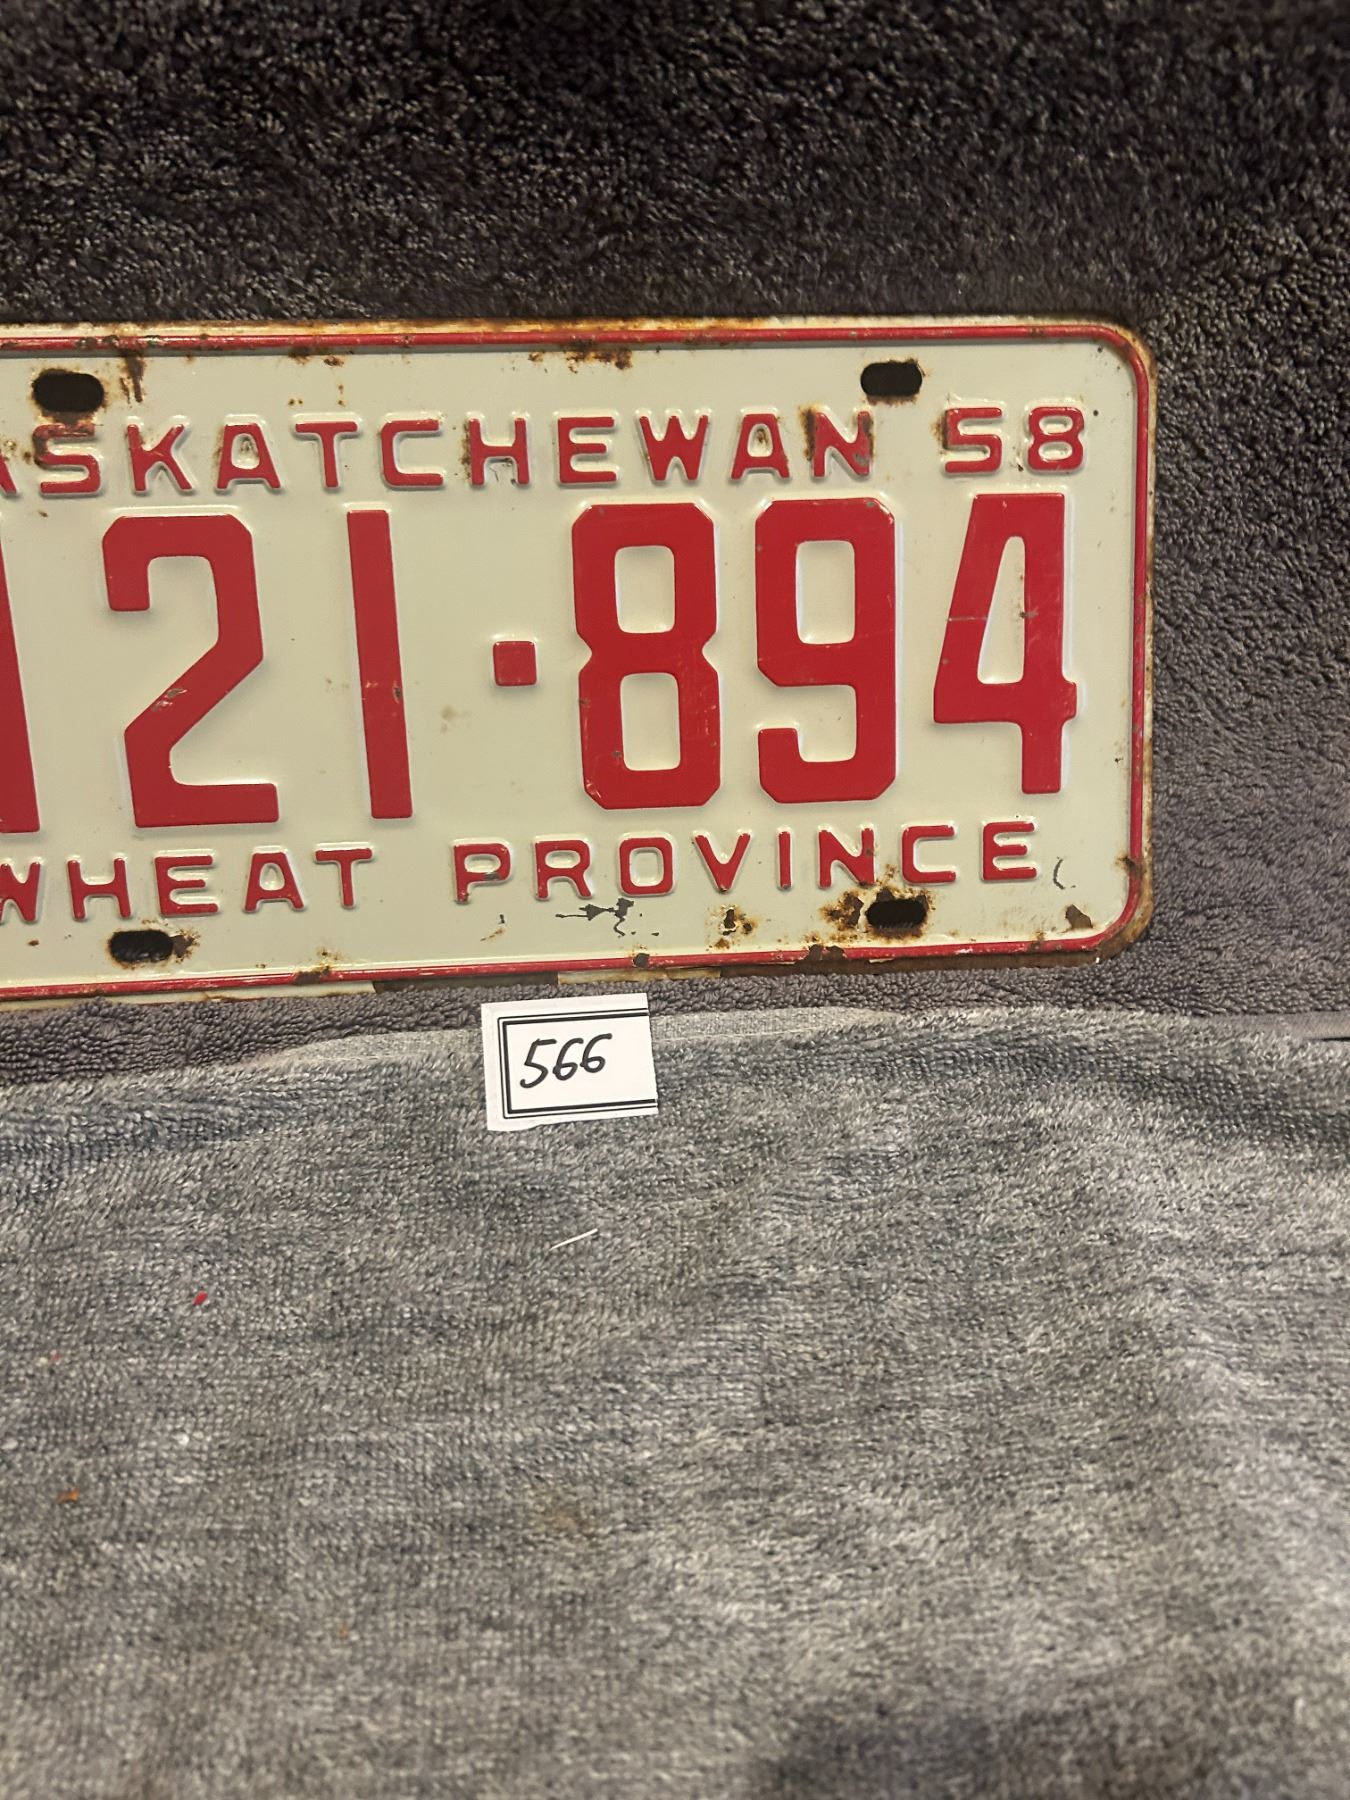 ASKATCHEWAN 58
121·894
WHEAT PROVINCE
566